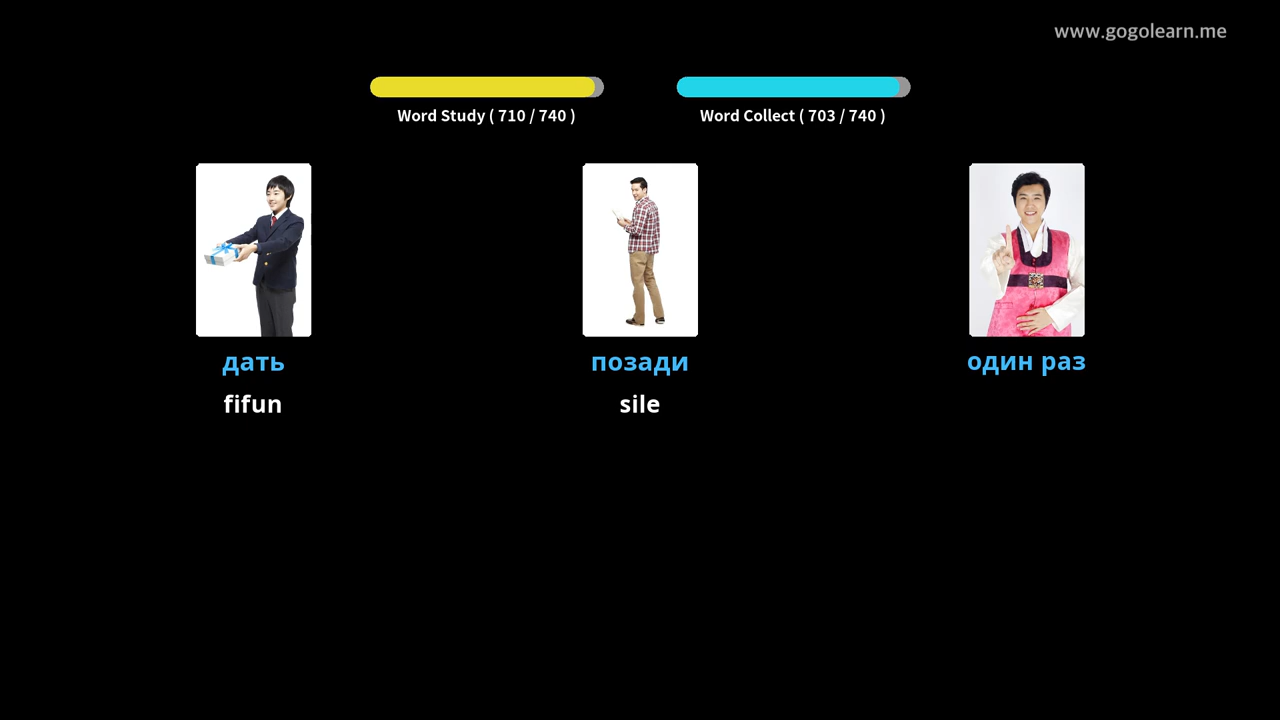 www.gogolearn.me
Word Study ( 710 / 740 )
Word Collect ( 703 / 740 )
дать
позади
один раз
fifun
sile